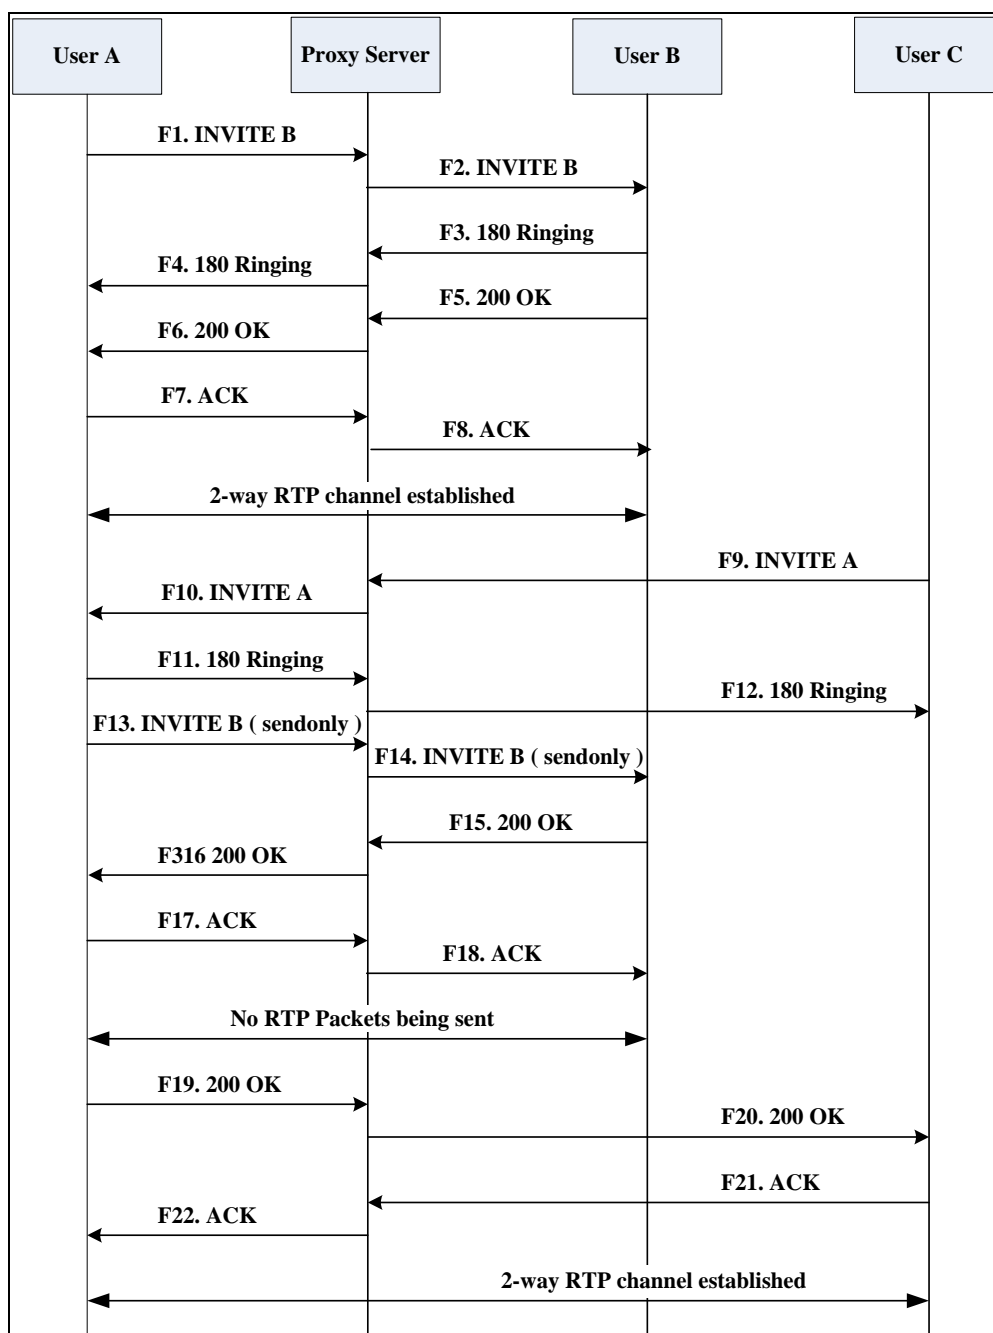 User A
Proxy Server
User B
User C
F1. INVITE B
F2. INVITE B
F3. 180 Ringing
F4. 180 Ringing
F5. 200 OK
F6. 200 OK
F7. ACK
F8. ACK
2-way RTP channel established
F9. INVITE A
F10. INVITE A
F11. 180 Ringing
F12. 180 Ringing
F13. INVITE B ( sendonly )
F14. INVITE B ( sendonly )
F15. 200 OK
F316 200 OK
F17. ACK
F18. ACK
No RTP Packets being sent
F19. 200 OK
F20. 200 OK
F21. ACK
F22. ACK
2-way RTP channel established